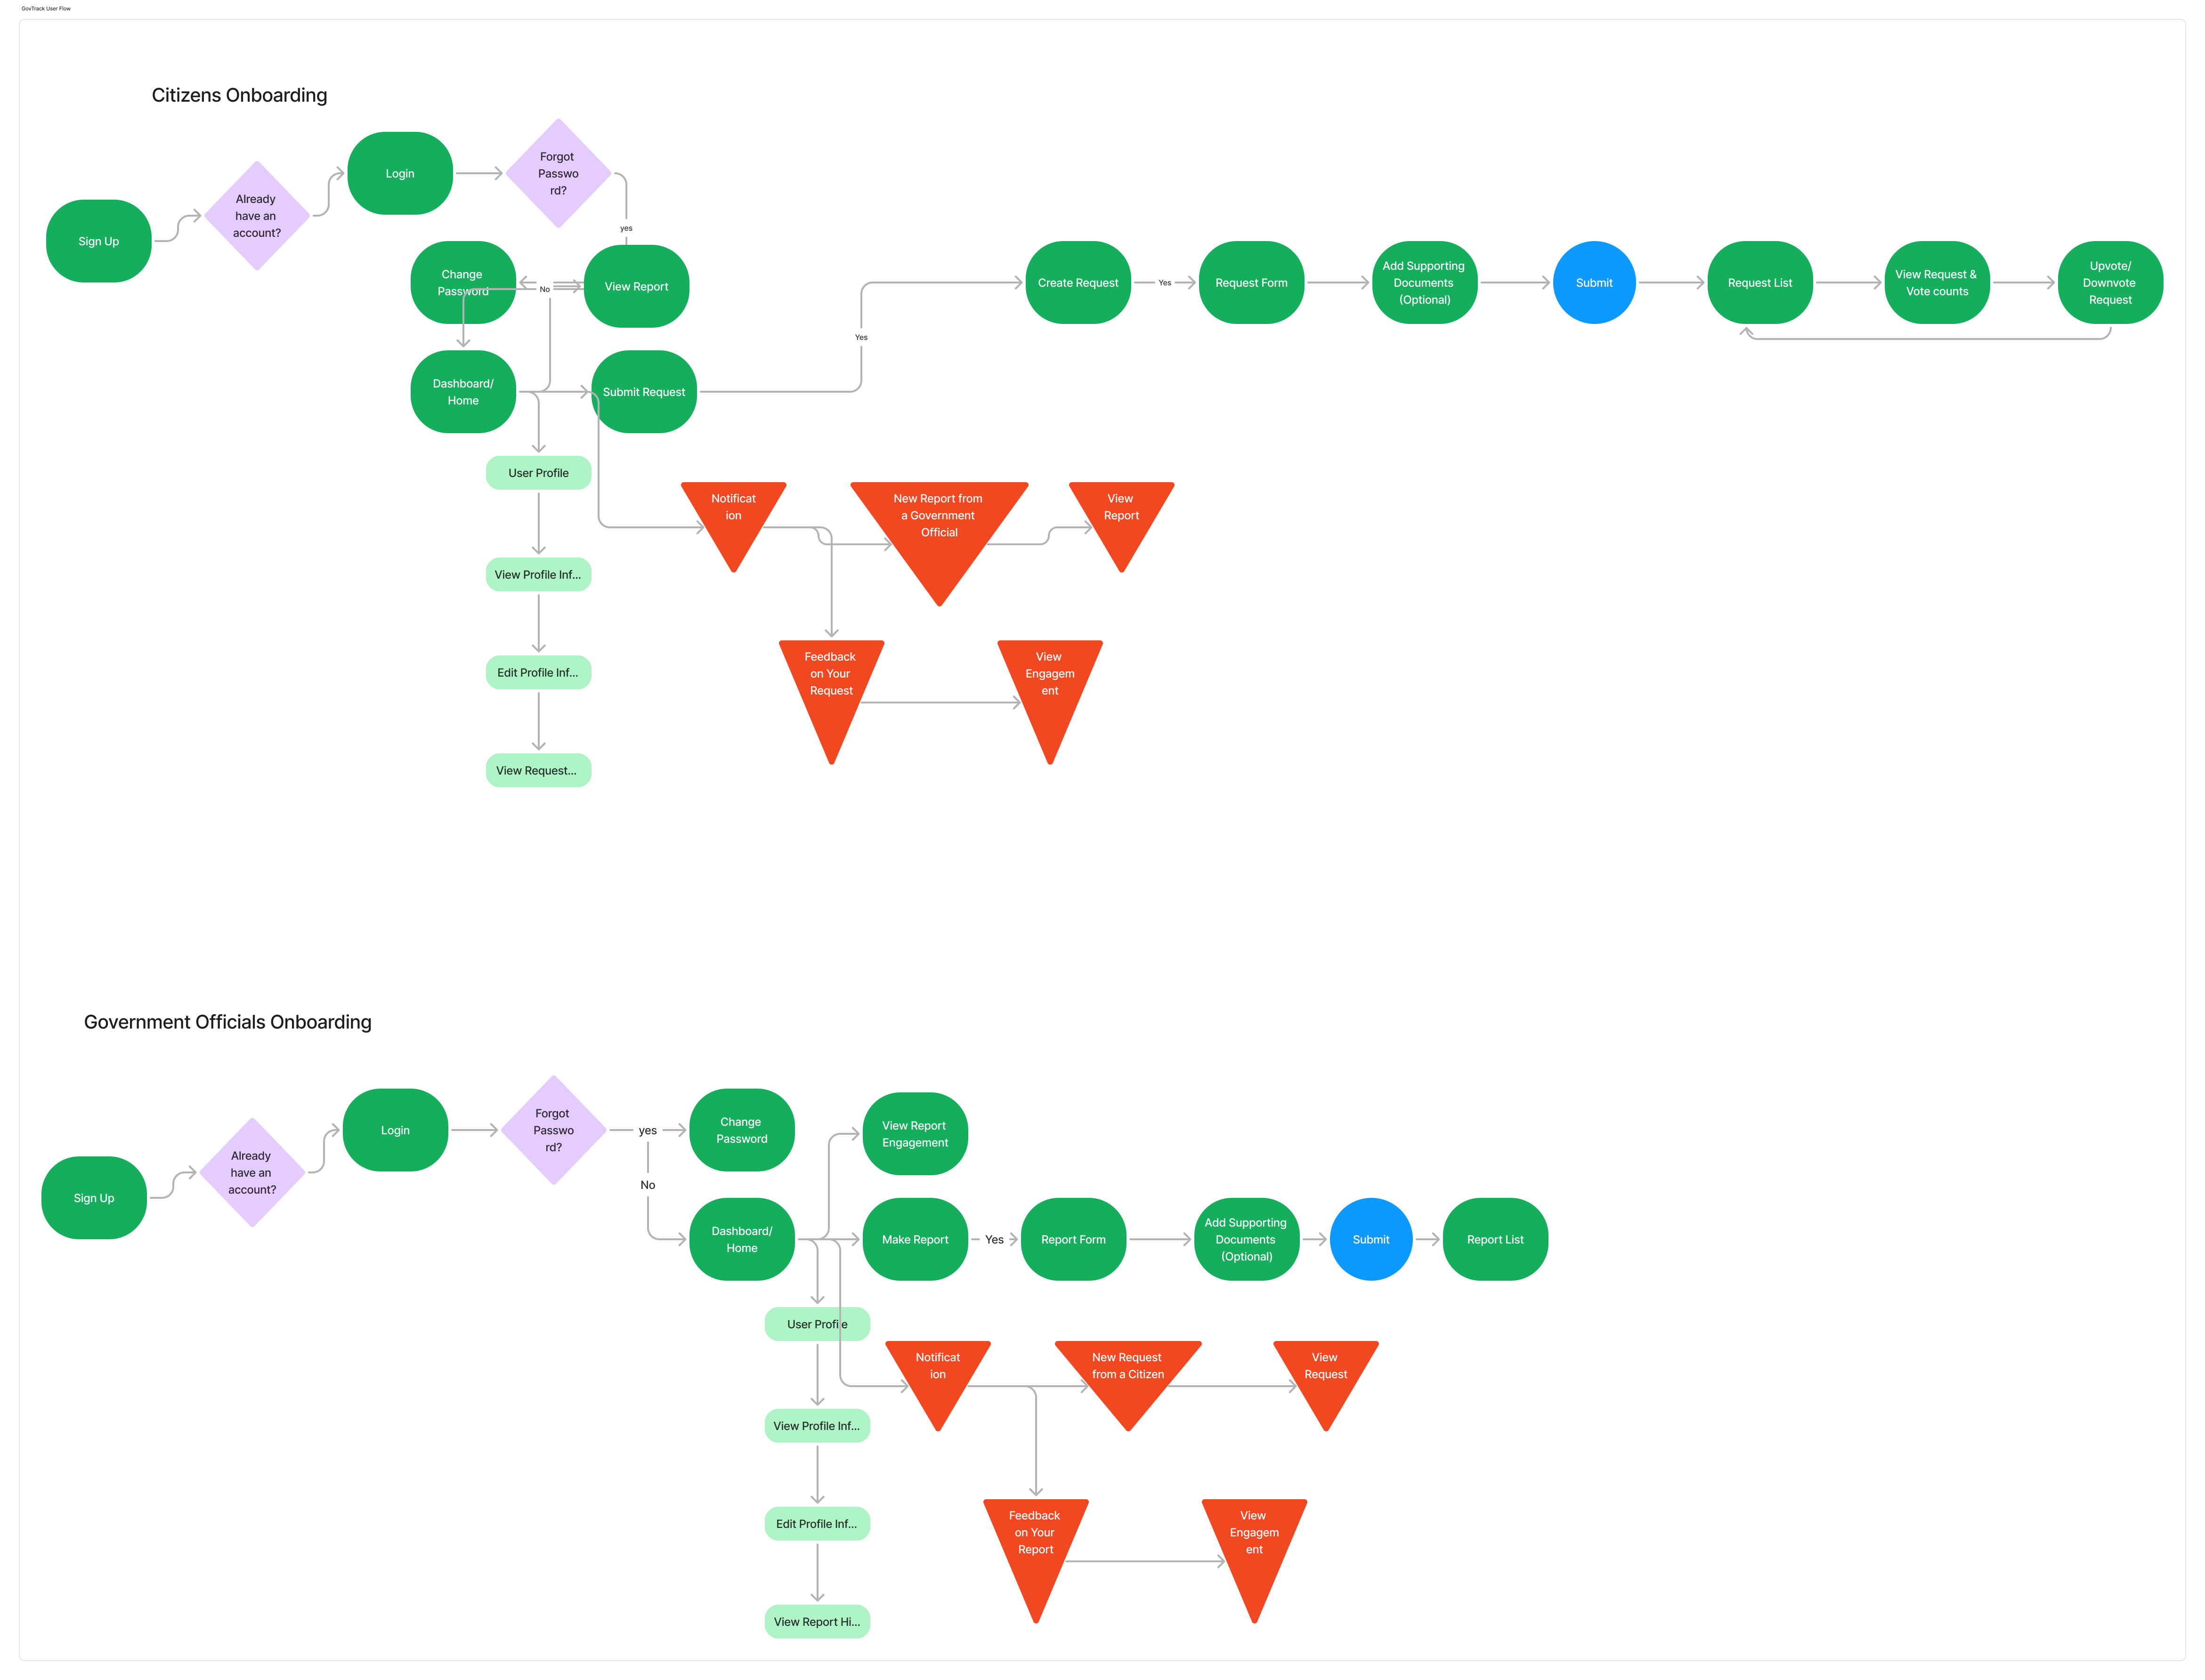 GovTrack User Flow
Citizens Onboarding
Sign Up
Already
have an
account?
Login
Forgot
Passwo
rd?
yes
Change
Password
No
View Report
Dashboard/
Home
Submit Request
Yes
Create Request
Yes
Request Form
Add Supporting
Documents
(Optional)
Submit
Request List
View Request &
Vote counts
Upvote/
Downvote
Request
User Profile
View Profile Inf...
Edit Profile Inf...
View Request...
Notificat
ion
New Report from
a Government
Official
View
Report
Feedback
on Your
Request
View
Engagem
ent
Government Officials Onboarding
Sign Up
Already
have an
account?
Login
Forgot
Passwo
rd?
yes
No
Change
Password
View Report
Engagement
Dashboard/
Home
Make Report
Yes
Report Form
Add Supporting
Documents
(Optional)
Submit
Report List
User Profile
View Profile Inf...
Edit Profile Inf...
View Report Hi...
Notificat
ion
New Request
from a Citizen
View
Request
Feedback
on Your
Report
View
Engagem
ent